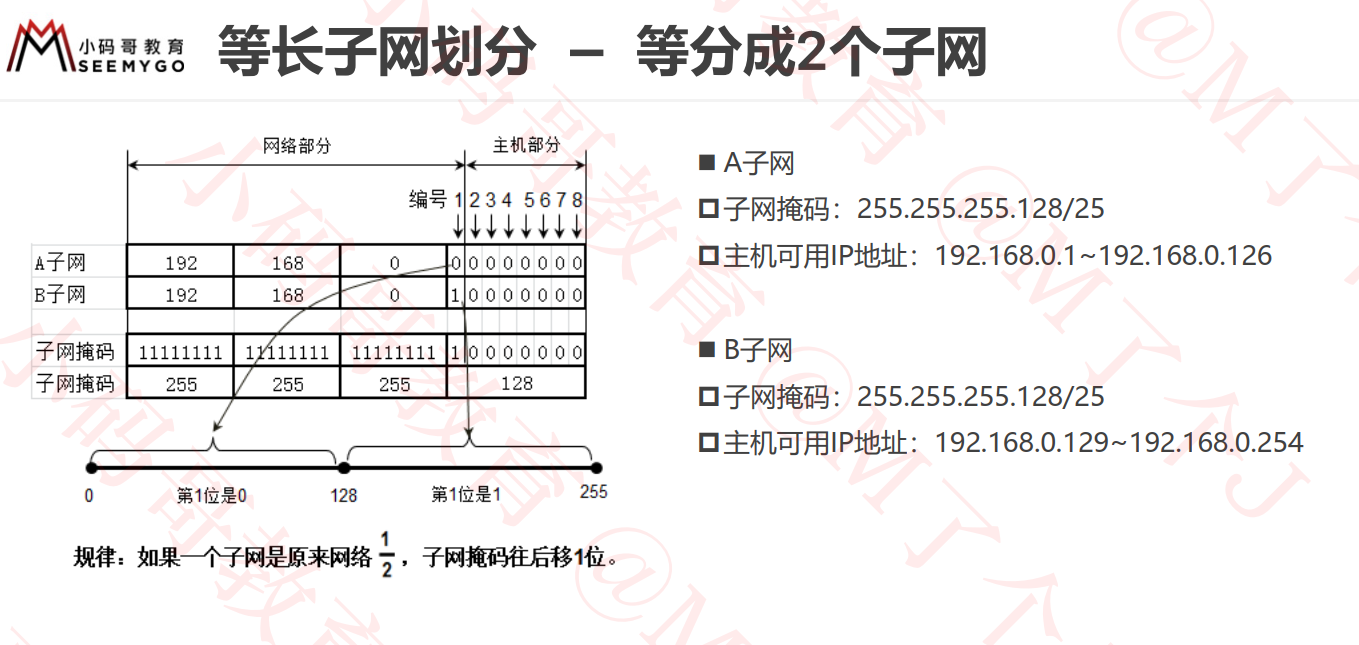 小码哥教育
SEEMYGO
等长子网划分 – 等分成2个子网
网络部分 主机部分
编号 1 2 3 4 5 6 7 8
A子网 192 168 0 0 0 0 0 0 0 0 0
B子网 192 168 0 1 0 0 0 0 0 0 0
子网掩码 11111111 11111111 11111111 1 0 0 0 0 0 0 0
子网掩码 255 255 255 128
0 第1位是0 128 第1位是1 255
规律：如果一个子网是原来网络 1/2，子网掩码往后移1位。
■ A子网
子网掩码：255.255.255.128/25
主机可用IP地址：192.168.0.1~192.168.0.126
■ B子网
子网掩码：255.255.255.128/25
主机可用IP地址：192.168.0.129~192.168.0.254
小码哥教育 @M了个J